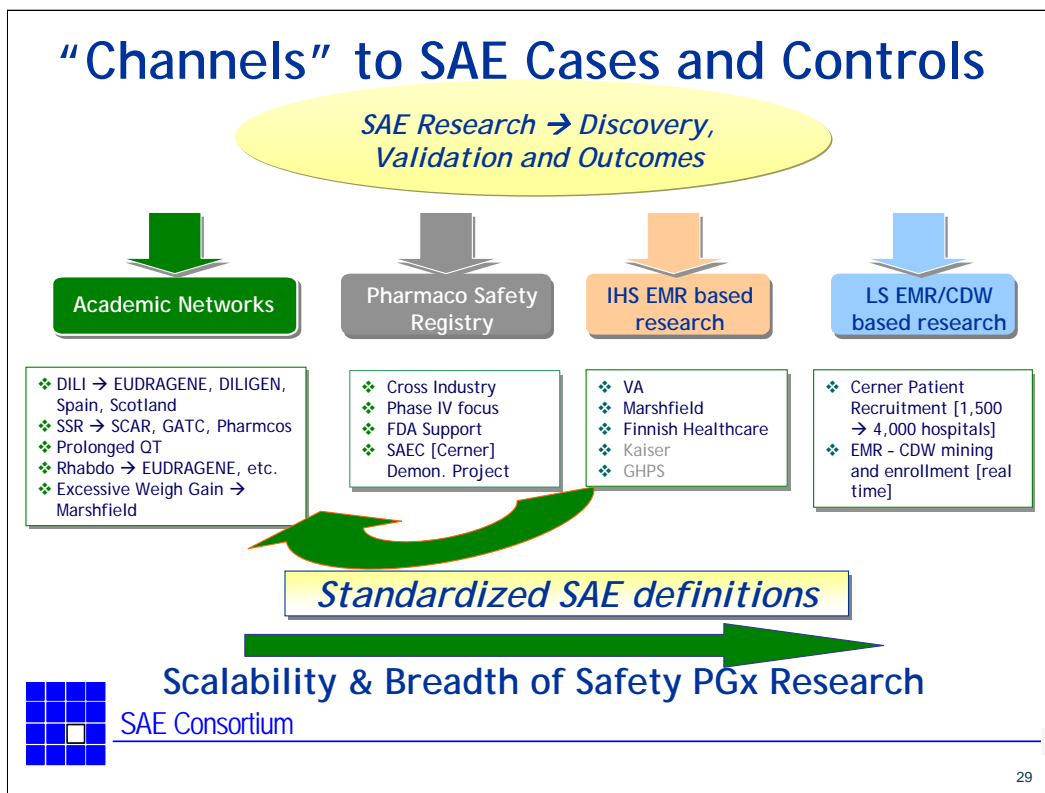 “Channels” to SAE Cases and Controls
SAE Research → Discovery,
Validation and Outcomes
Academic Networks
Pharmaco Safety
Registry
IHS EMR based
research
LS EMR/CDW
based research
❖ DILI → EUDRAGENE, DILIGEN,
Spain, Scotland
❖ SSR → SCAR, GATC, Pharmcos
❖ Prolonged QT
❖ Rhabdo → EUDRAGENE, etc.
❖ Excessive Weigh Gain →
Marshfield
❖ Cross Industry
❖ Phase IV focus
❖ FDA Support
❖ SAEC [Cerner]
Demon. Project
❖ VA
❖ Marshfield
❖ Finnish Healthcare
❖ Kaiser
❖ GHPS
❖ Cerner Patient
Recruitment [1,500
→ 4,000 hospitals]
❖ EMR – CDW mining
and enrollment [real
time]
Standardized SAE definitions
Scalability & Breadth of Safety PGx Research
SAE Consortium
29